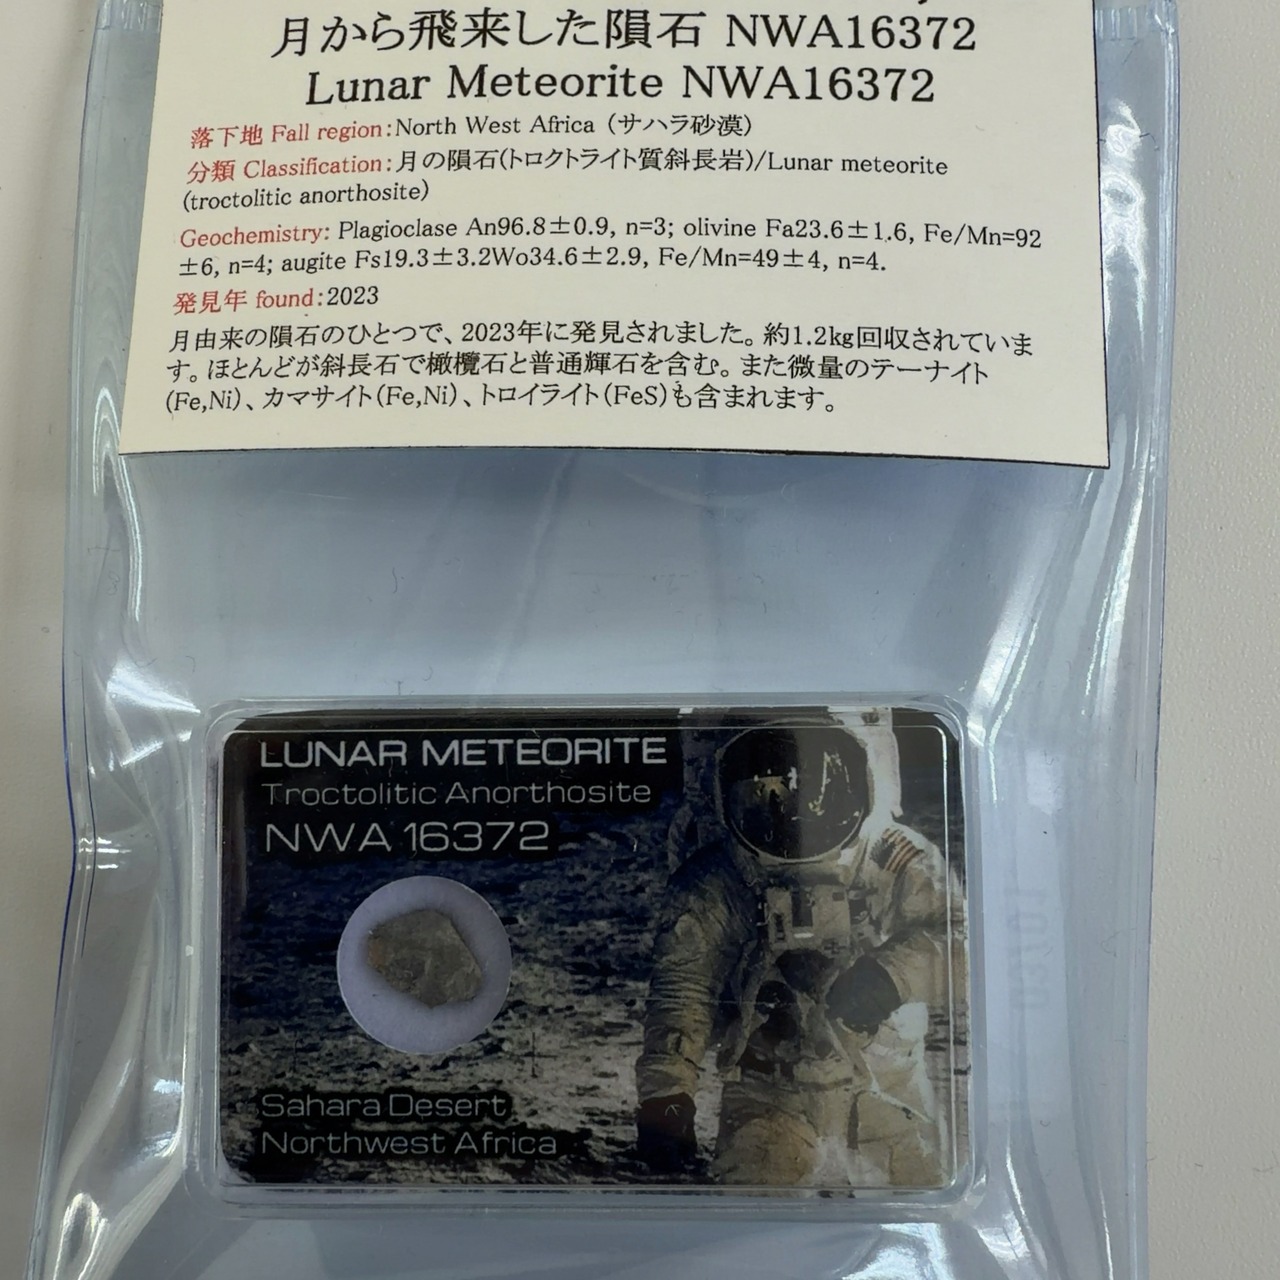 月から飛来した隕石 NWA16372
Lunar Meteorite NWA16372
落下地 Fall region:North West Africa (サハラ砂漠)
分類 Classification:月の隕石(トロクトライト質斜長岩)/Lunar meteorite
(troctolitic anorthosite)
Geochemistry: Plagioclase An96.8±0.9, n=3; olivine Fa23.6±1.6, Fe/Mn=92
±6, n=4; augite Fs19.3±3.2Wo34.6±2.9, Fe/Mn=49±4, n=4.
発見年 found:2023
月由来の隕石のひとつで、2023年に発見されました。約1.2kg回収されていま
す。ほとんどが斜長石で橄欖石と普通輝石を含む。また微量のテーナイト
(Fe,Ni)、カマサイト(Fe,Ni)、トロイライト(FeS)も含まれます。
LUNAR METEORITE
Troctolitic Anorthosite
NWA 16372
Sahara Desert
Northwest Africa